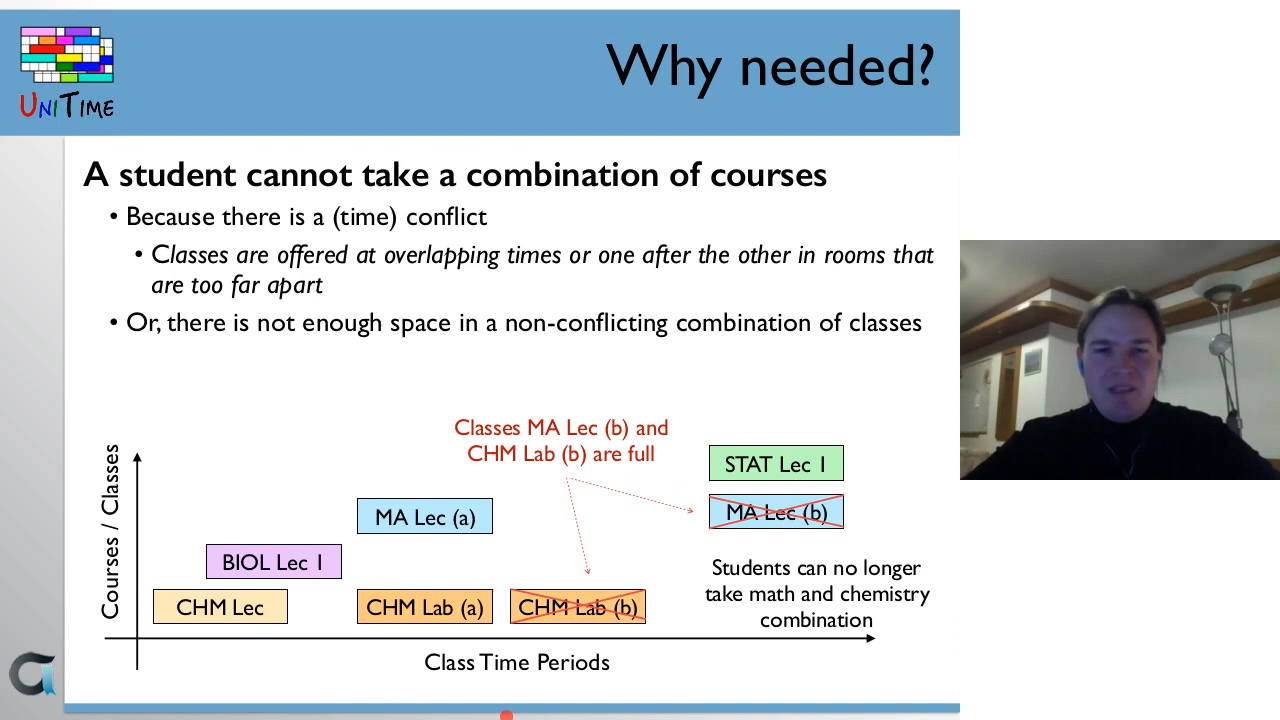 Why needed?
UNITIME
A student cannot take a combination of courses
• Because there is a (time) conflict
• Classes are offered at overlapping times or one after the other in rooms that
are too far apart
• Or, there is not enough space in a non-conflicting combination of classes
Classes MA Lec (b) and
CHM Lab (b) are full
STAT Lec 1
MA Lec (a)
MA Lec (b)
BIOL Lec 1
CHM Lec
CHM Lab (a)
CHM Lab (b)
Students can no longer
take math and chemistry
combination
Courses / Classes
Class Time Periods